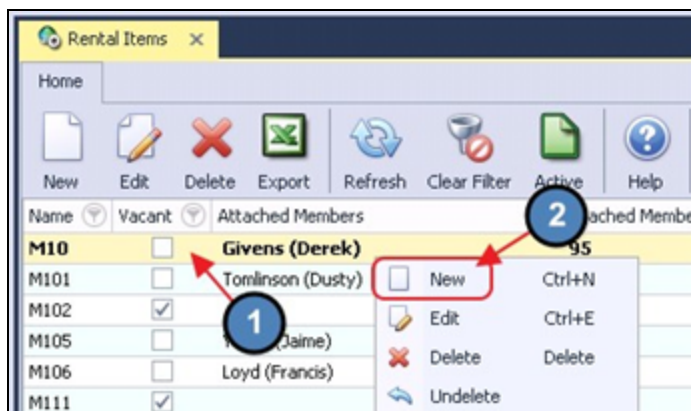 Rental Items
Home
New Edit Delete Export Refresh Clear Filter Active Help
Name Vacant Attached Members
M10 Givens (Derek) 95
M101 Tomlinson (Dusty)
M102
M105 (Jaime)
M106 Loyd (Francis)
M111
New Ctrl+N
Edit Ctrl+E
Delete Delete
Undelete
1
2